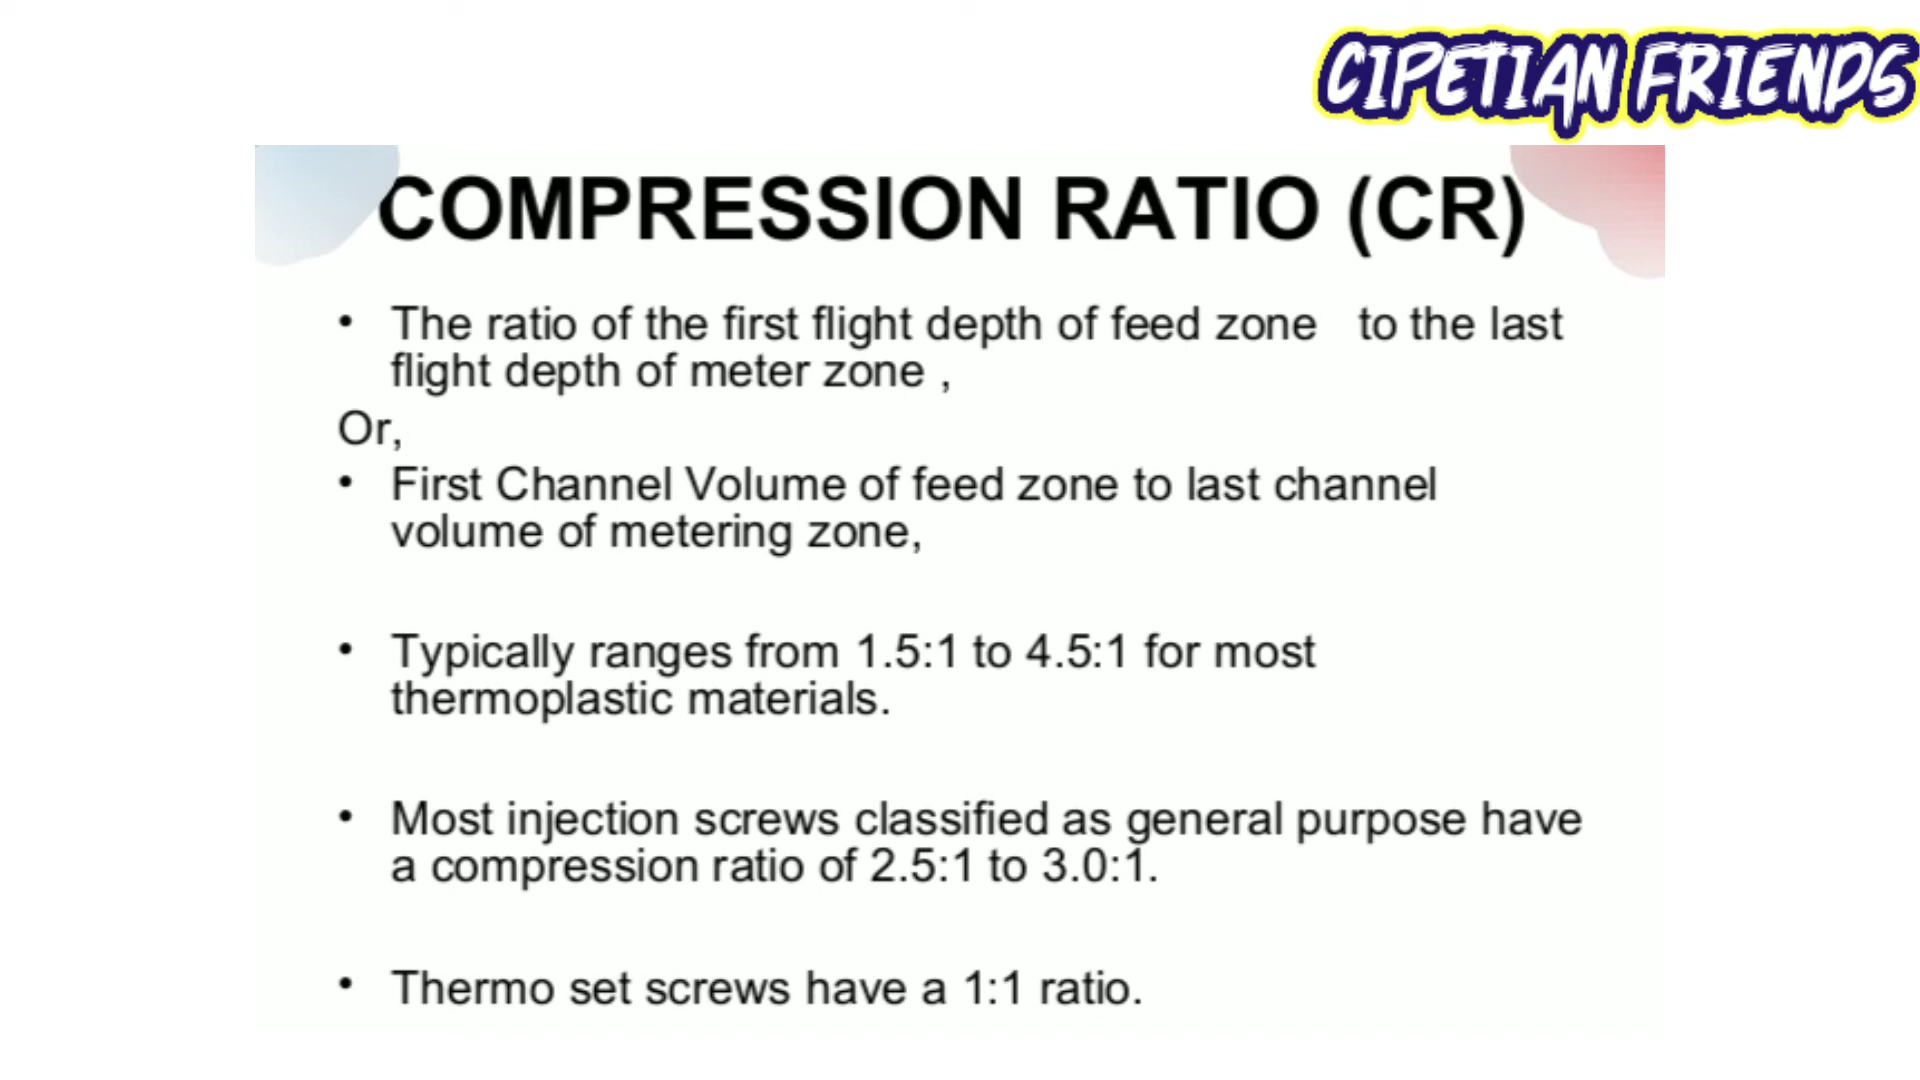 CIPETIAN FRIENDS
COMPRESSION RATIO (CR)
• The ratio of the first flight depth of feed zone to the last
flight depth of meter zone ,
Or,
• First Channel Volume of feed zone to last channel
volume of metering zone,
• Typically ranges from 1.5:1 to 4.5:1 for most
thermoplastic materials.
• Most injection screws classified as general purpose have
a compression ratio of 2.5:1 to 3.0:1.
• Thermo set screws have a 1:1 ratio.